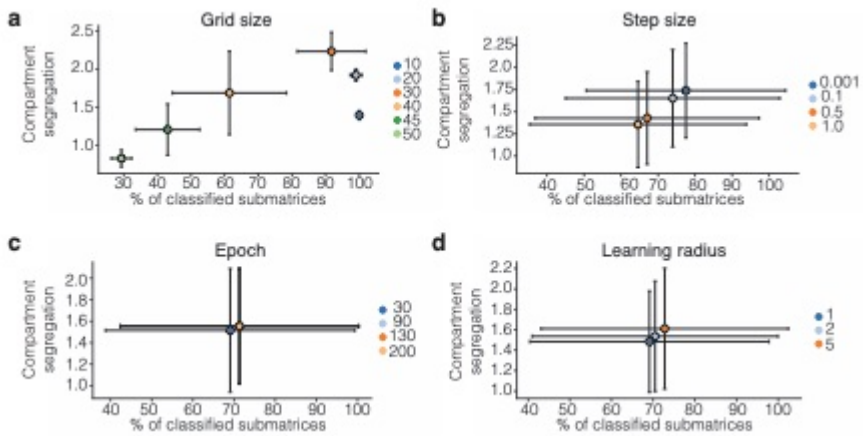 a
Grid size
Compartment
segregation
2.5
2.0
1.5
1.0
30 40 50 60 70 80 90 100
% of classified submatrices
10
20
30
40
45
50
b
Step size
Compartment
segregation
2.25
2.0
1.75
1.5
1.25
1.0
40 50 60 70 80 90 100
% of classified submatrices
0.001
0.1
0.5
1.0
c
Epoch
Compartment
segregation
2.0
1.8
1.6
1.4
1.2
1.0
40 50 60 70 80 90 100
% of classified submatrices
30
90
130
200
d
Learning radius
Compartment
segregation
2.2
2.0
1.8
1.6
1.4
1.2
1.0
40 50 60 70 80 90 100
% of classified submatrices
1
2
5